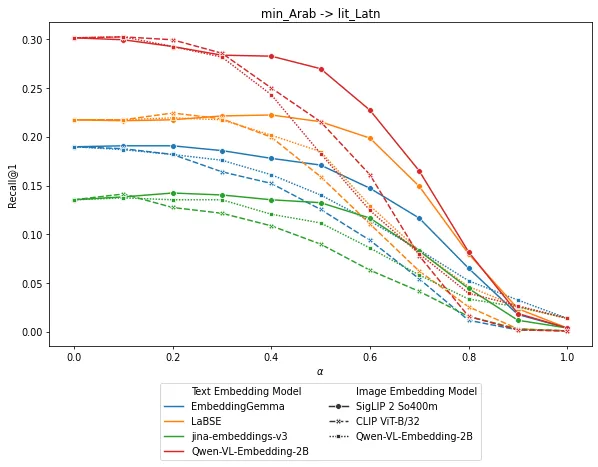 min_Arab -> lit_Latn
Recall@1
0.30
0.25
0.20
0.15
0.10
0.05
0.00
0.0 0.2 0.4 0.6 0.8 1.0
α
Text Embedding Model Image Embedding Model
EmbeddingGemma SigLIP 2 So400m
LaBSE CLIP ViT-B/32
jina-embeddings-v3 Qwen-VL-Embedding-2B
Qwen-VL-Embedding-2B